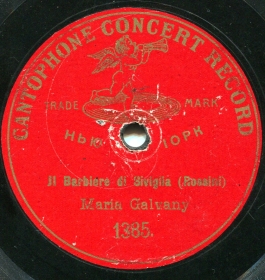 CANTOPHONE CONCERT RECORD
TRADE MARK
НЬЮ ІОРК
Il Barbiere di Siviglia (Rossini)
Maria Galvany
1385.